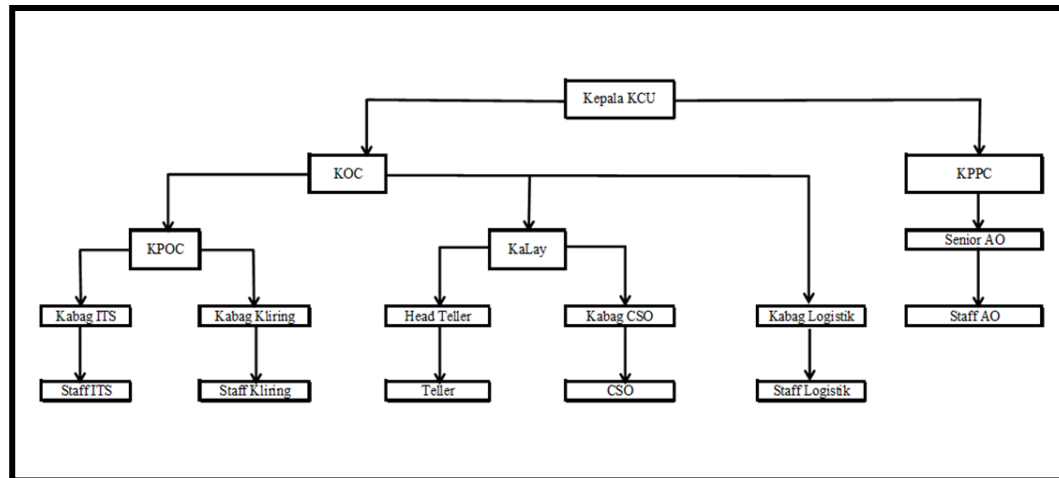 Kepala KCU
KOC
KPPC
KPOC
KaLay
Senior AO
Kabag ITS
Kabag Kliring
Head Teller
Kabag CSO
Kabag Logistik
Staff AO
Staff ITS
Staff Kliring
Teller
CSO
Staff Logistik